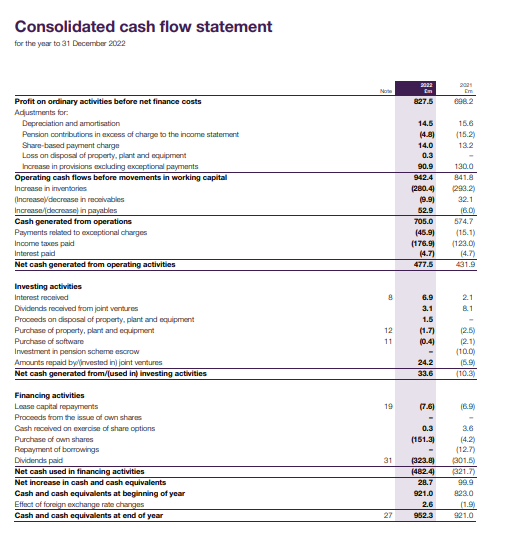 Consolidated cash flow statement
for the year to 31 December 2022
Note 2022 £m 2021 £m
Profit on ordinary activities before net finance costs 827.5 698.2
Adjustments for:
Depreciation and amortisation 14.5 15.6
Pension contributions in excess of charge to the income statement (4.8) (15.2)
Share-based payment charge 14.0 13.2
Loss on disposal of property, plant and equipment 0.3 –
Increase in provisions excluding exceptional payments 90.9 130.0
Operating cash flows before movements in working capital 942.4 841.8
Increase in inventories (280.4) (293.2)
(Increase)/decrease in receivables (9.9) 32.1
Increase/(decrease) in payables 52.9 (6.0)
Cash generated from operations 705.0 574.7
Payments related to exceptional charges (45.9) (15.1)
Income taxes paid (176.9) (123.0)
Interest paid (4.7) (4.7)
Net cash generated from operating activities 477.5 431.9
Investing activities
Interest received 8 6.9 2.1
Dividends received from joint ventures 3.1 8.1
Proceeds on disposal of property, plant and equipment 1.5 –
Purchase of property, plant and equipment 12 (1.7) (2.5)
Purchase of software 11 (0.4) (2.1)
Investment in pension scheme escrow – (10.0)
Amounts repaid by/(invested in) joint ventures 24.2 (5.9)
Net cash generated from/(used in) investing activities 33.6 (10.3)
Financing activities
Lease capital repayments 19 (7.6) (6.9)
Proceeds from the issue of own shares – –
Cash received on exercise of share options 0.3 3.6
Purchase of own shares (151.3) (4.2)
Repayment of borrowings – (12.7)
Dividends paid 31 (323.8) (301.5)
Net cash used in financing activities (482.4) (321.7)
Net increase in cash and cash equivalents 28.7 99.9
Cash and cash equivalents at beginning of year 921.0 823.0
Effect of foreign exchange rate changes 2.6 (1.9)
Cash and cash equivalents at end of year 27 952.3 921.0